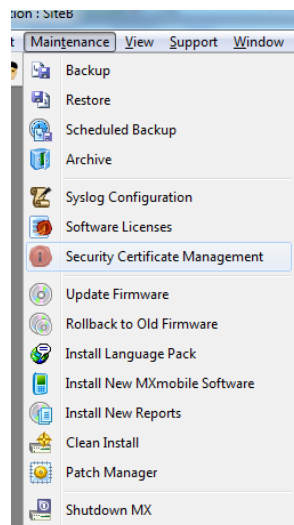 ion : SiteB
t Maintenance View Support Window
Backup
Restore
Scheduled Backup
Archive
Syslog Configuration
Software Licenses
Security Certificate Management
Update Firmware
Rollback to Old Firmware
Install Language Pack
Install New MXmobile Software
Install New Reports
Clean Install
Patch Manager
Shutdown MX